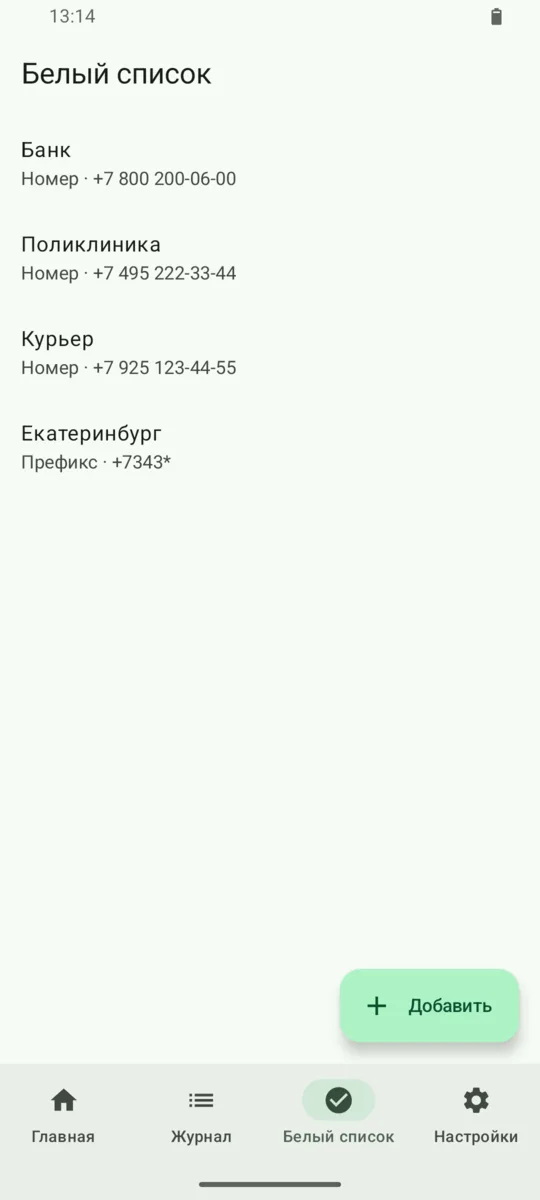 13:14
Белый список
Банк
Номер · +7 800 200-06-00
Поликлиника
Номер · +7 495 222-33-44
Курьер
Номер · +7 925 123-44-55
Екатеринбург
Префикс · +7343*
+ Добавить
Главная
Журнал
Белый список
Настройки